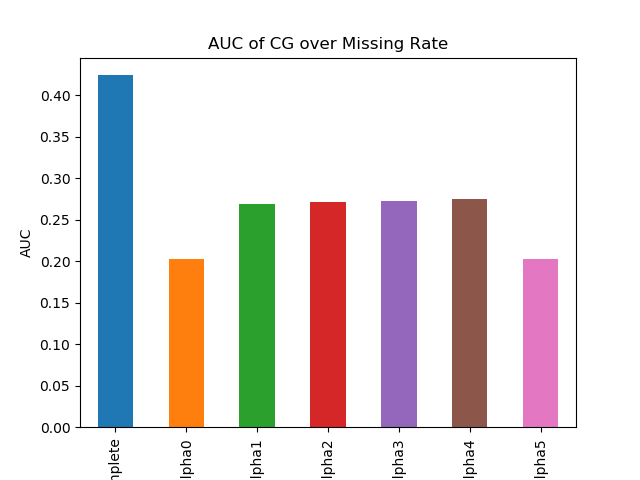 AUC of CG over Missing Rate
0.40
0.35
0.30
0.25
0.20
0.15
0.10
0.05
0.00
AUC
nplete
lpha0
lpha1
lpha2
lpha3
lpha4
lpha5